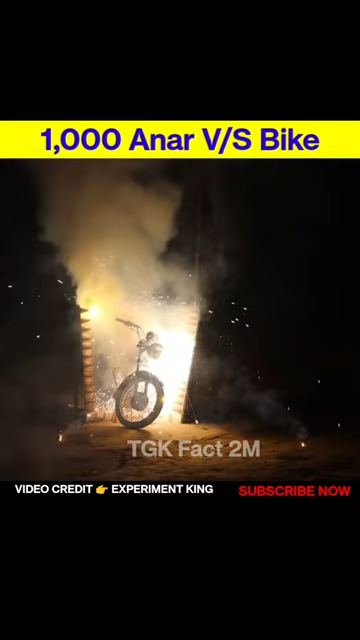 1,000 Anar V/S Bike
TGK Fact 2M
VIDEO CREDIT 👉 EXPERIMENT KING
SUBSCRIBE NOW